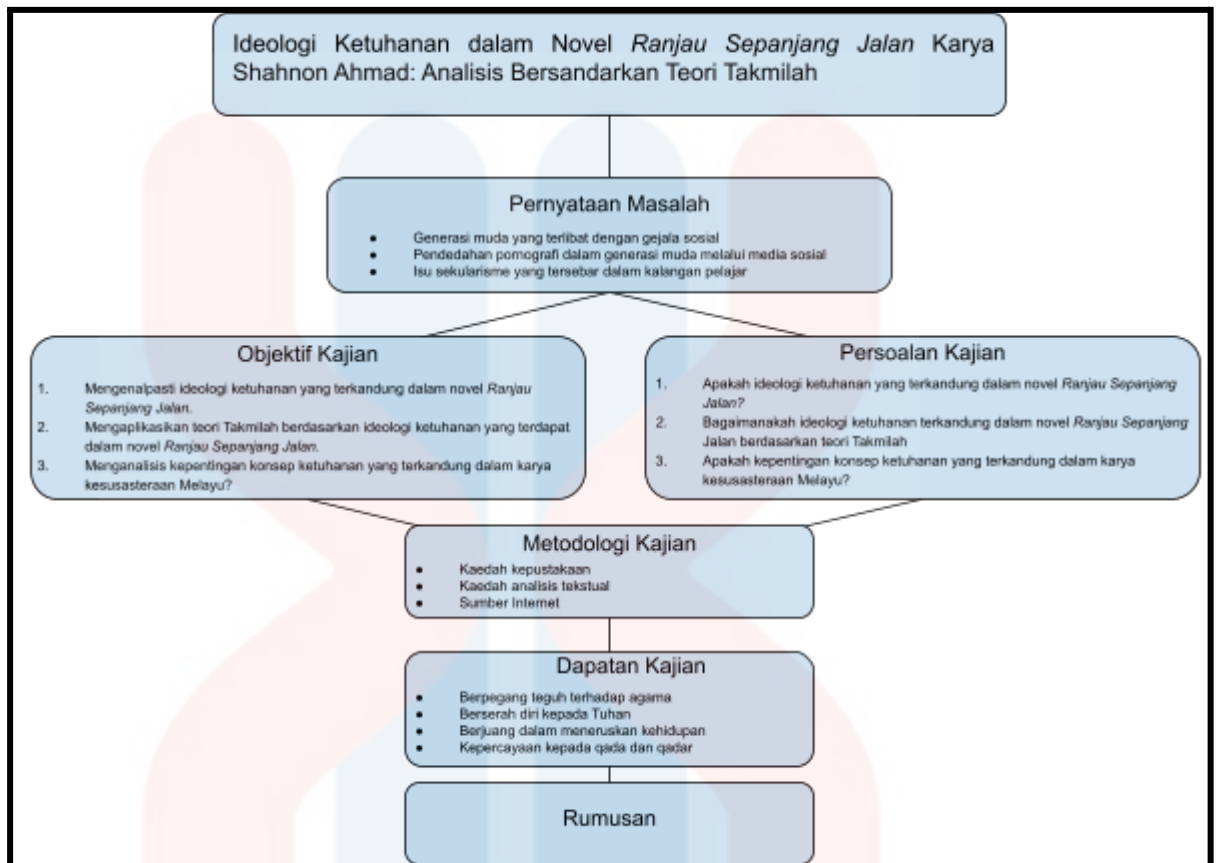 Ideologi Ketuhanan dalam Novel Ranjau Sepanjang Jalan Karya
Shahnon Ahmad: Analisis Bersandarkan Teori Takmilah
Pernyataan Masalah
• Generasi muda yang terlibat dengan gejala sosial
• Pendedahan pornografi dalam generasi muda melalui media sosial
• Isu sekularisme yang tersebar dalam kalangan pelajar
Objektif Kajian
1. Mengenalpasti ideologi ketuhanan yang terkandung dalam novel Ranjau
Sepanjang Jalan.
2. Mengaplikasikan teori Takmilah berdasarkan ideologi ketuhanan yang terdapat
dalam novel Ranjau Sepanjang Jalan.
3. Menganalisis kepentingan konsep ketuhanan yang terkandung dalam karya
kesusasteraan Melayu?
Persoalan Kajian
1. Apakah ideologi ketuhanan yang terkandung dalam novel Ranjau Sepanjang
Jalan?
2. Bagaimanakah ideologi ketuhanan terkandung dalam novel Ranjau Sepanjang
Jalan berdasarkan teori Takmilah
3. Apakah kepentingan konsep ketuhanan yang terkandung dalam karya
kesusasteraan Melayu?
Metodologi Kajian
• Kaedah kepustakaan
• Kaedah analisis tekstual
• Sumber Internet
Dapatan Kajian
• Berpegang teguh terhadap agama
• Berserah diri kepada Tuhan
• Berjuang dalam meneruskan kehidupan
• Kepercayaan kepada qada dan qadar
Rumusan